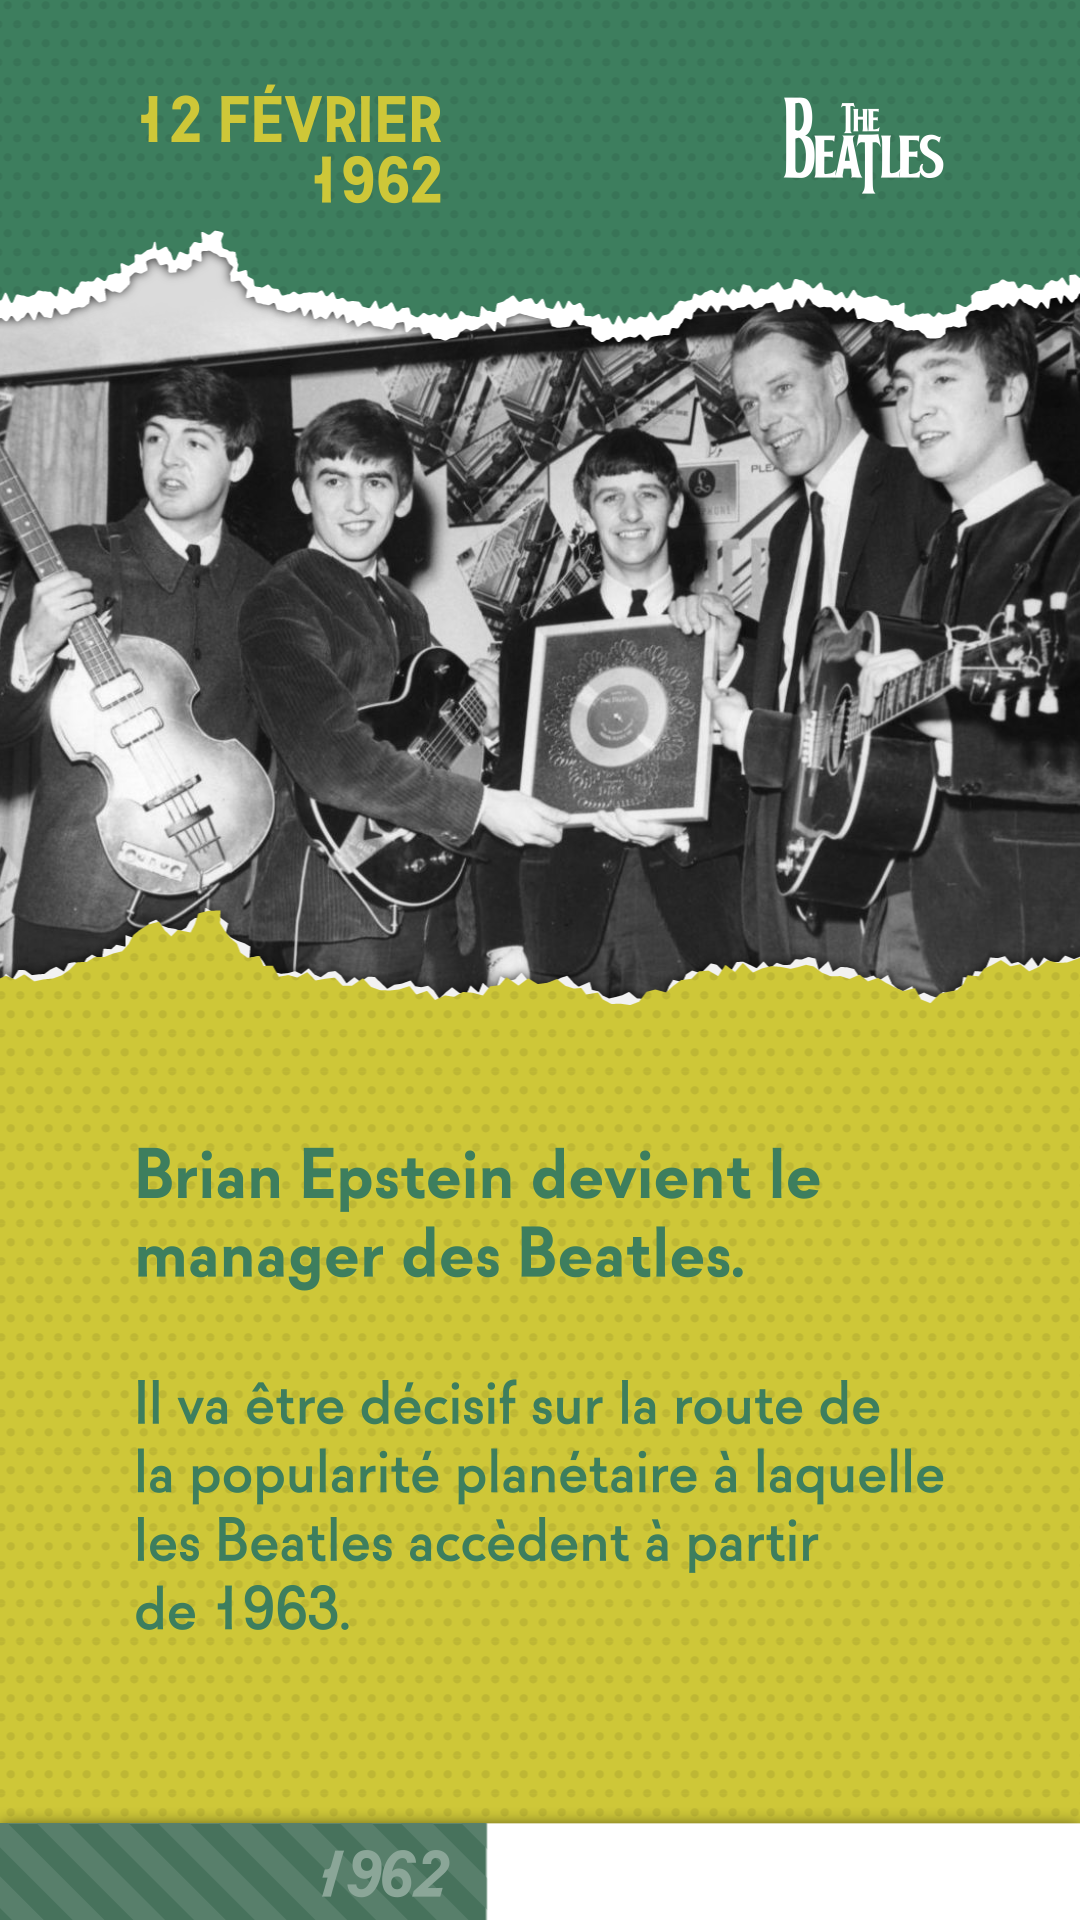 12 FÉVRIER
1962
THE
BEATLES
PLEA
Brian Epstein devient le
manager des Beatles.
Il va être décisif sur la route de
la popularité planétaire à laquelle
les Beatles accèdent à partir
de 1963.
1962